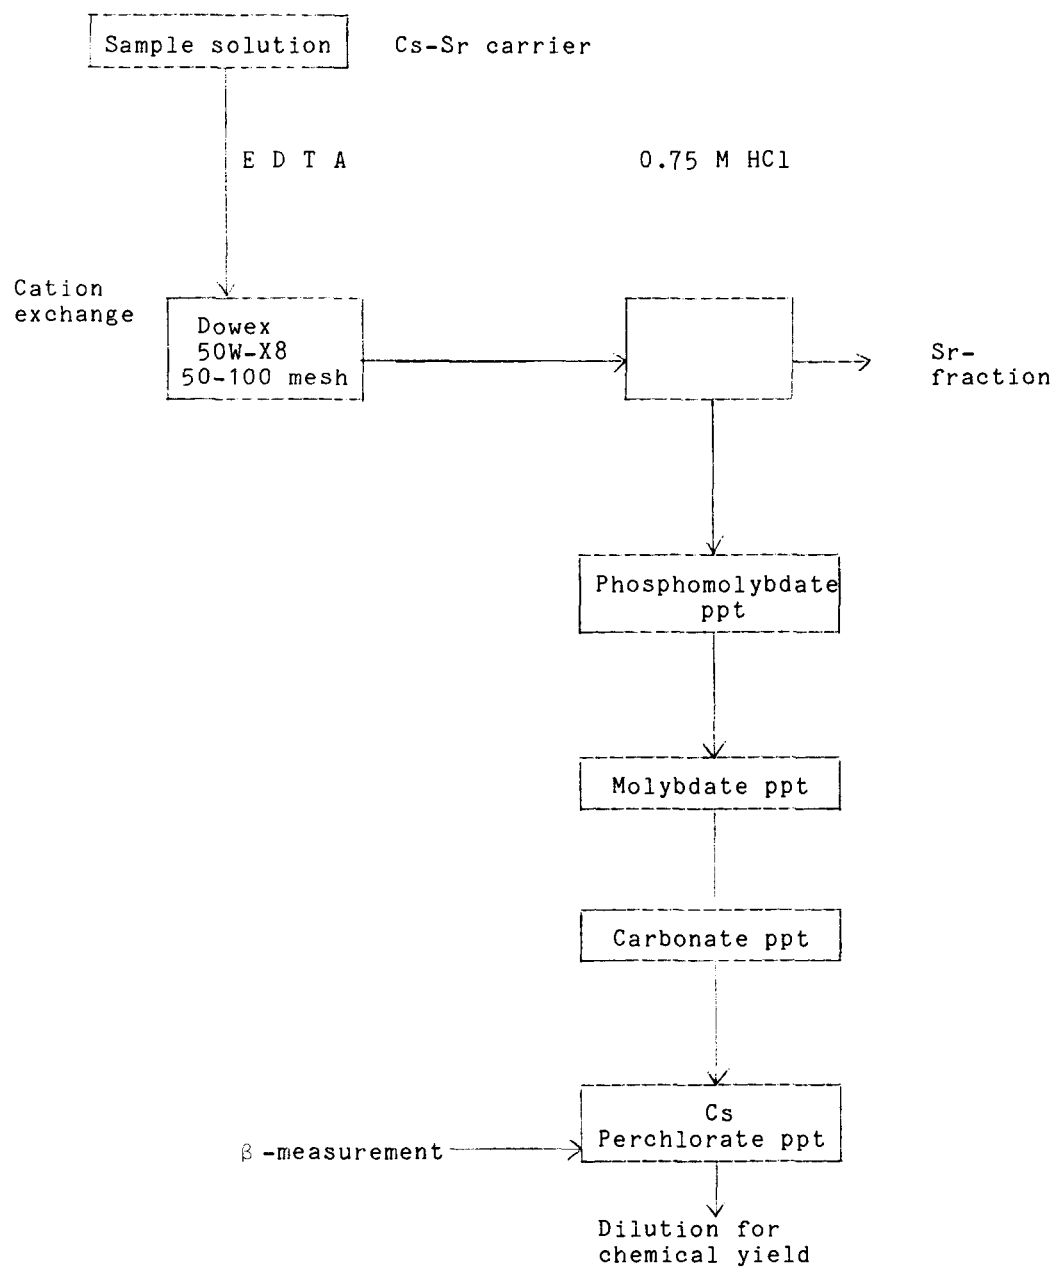 Sample solution
Cs-Sr carrier
E D T A
0.75 M HCl
Cation
exchange
Dowex
50W-X8
50-100 mesh
Sr-
fraction
Phosphomolybdate
ppt
Molybdate ppt
Carbonate ppt
Cs
Perchlorate ppt
β-measurement
Dilution for
chemical yield